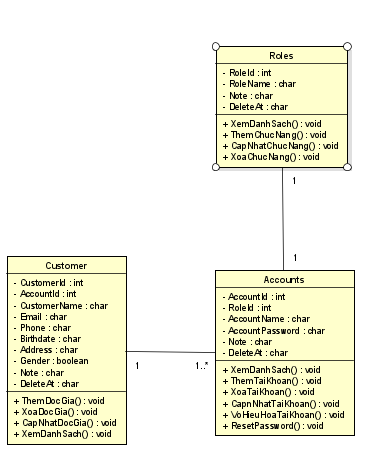 Roles
- RoleId : int
- RoleName : char
- Note : char
- DeleteAt : char
+ XemDanhSach() : void
+ ThemChucNang() : void
+ CapNhatChucNang() : void
+ XoaChucNang() : void
1
1
Customer
- CustomerId : int
- AccountId : int
- CustomerName : char
- Email : char
- Phone : char
- Birthdate : char
- Address : char
- Gender : boolean
- Note : char
- DeleteAt : char
+ ThemDocGia() : void
+ XoaDocGia() : void
+ CapNhatDocGia() : void
+ XemDanhSach() : void
1
1..*
Accounts
- AccountId : int
- RoleId : int
- AccountName : char
- AccountPassword : char
- Note : char
- DeleteAt : char
+ XemDanhSach() : void
+ ThemTaiKhoan() : void
+ XoaTaiKhoan() : void
+ CapnNhatTaiKhoan() : void
+ VoHieuHoaTaiKhoan() : void
+ ResetPassword() : void